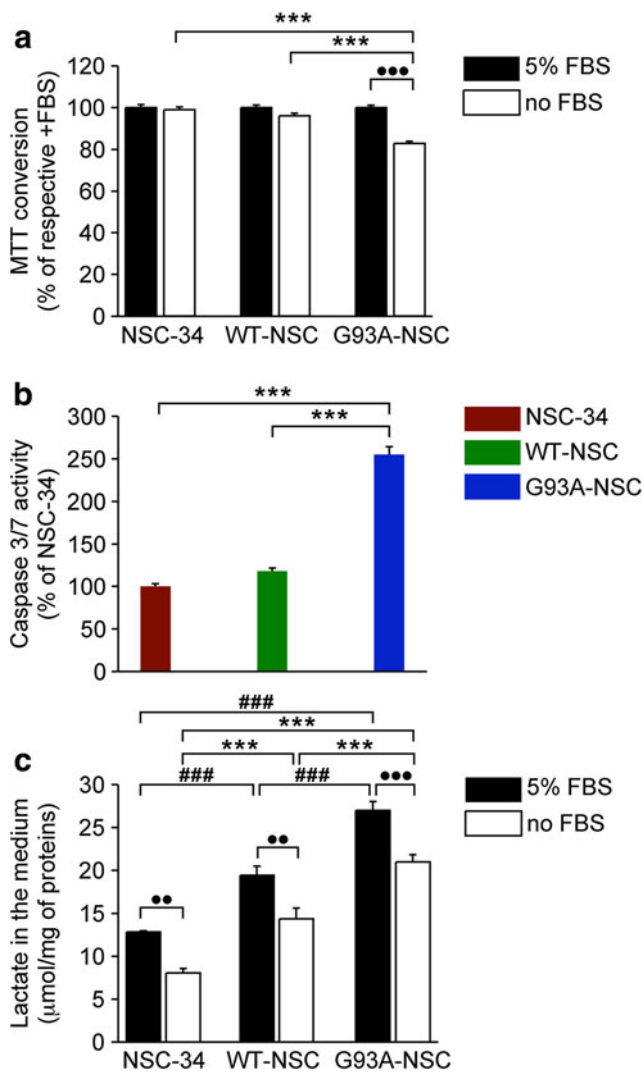 a
***
***
●●●
5% FBS
no FBS
MTT conversion
(% of respective +FBS)
120
100
80
60
40
20
0
NSC-34 WT-NSC G93A-NSC
b
***
***
NSC-34
WT-NSC
G93A-NSC
Caspase 3/7 activity
(% of NSC-34)
300
250
200
150
100
50
0
###
***
*** ***
c
### ### ●●●
5% FBS
no FBS
●●
●●
Lactate in the medium
(μmol/mg of proteins)
30
25
20
15
10
5
0
NSC-34 WT-NSC G93A-NSC